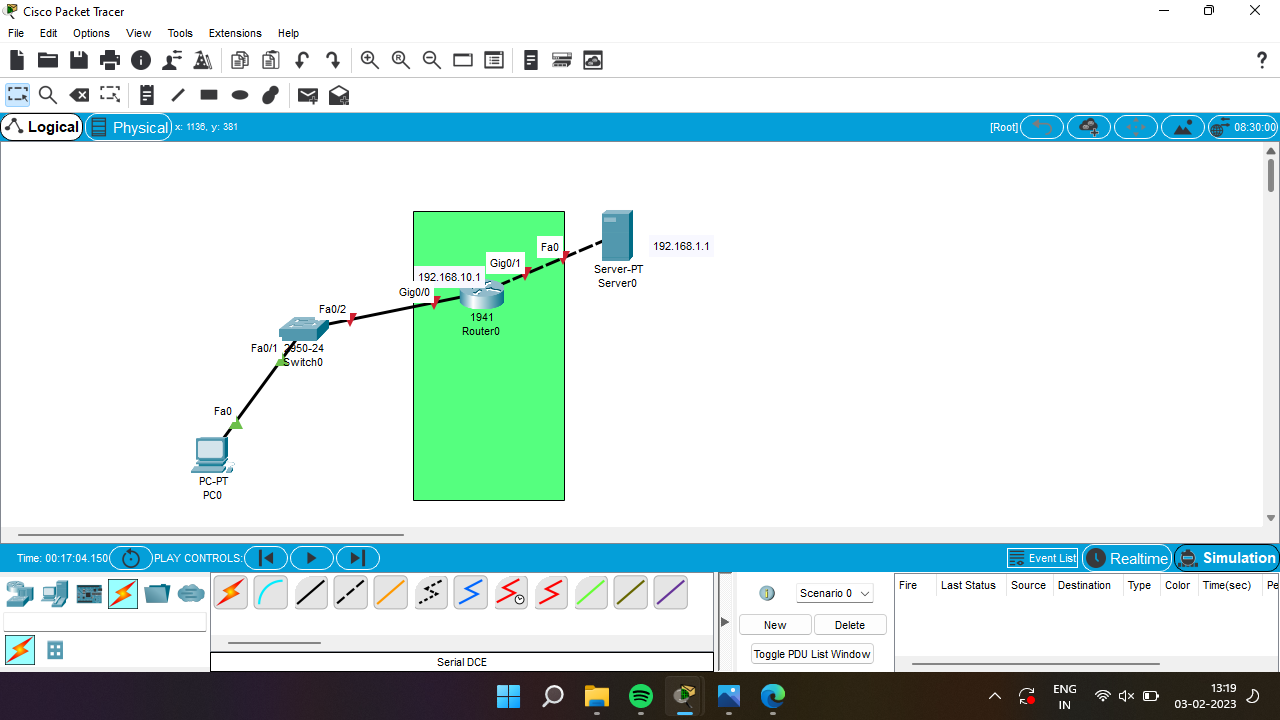 Cisco Packet Tracer
File Edit Options View Tools Extensions Help
?
Logical Physical x: 1136, y: 381 [Root] 08:30:00
Fa0
192.168.1.1
Gig0/1
Server-PT
Server0
192.168.10.1
Gig0/0
Fa0/2
1941
Router0
Fa0/1
2950-24
Switch0
Fa0
PC-PT
PC0
Time: 00:17:04.150 PLAY CONTROLS: Event List Realtime Simulation
Scenario 0
New Delete
Toggle PDU List Window
Fire Last Status Source Destination Type Color Time(sec) Pe
Serial DCE
ENG
IN
13:19
03-02-2023